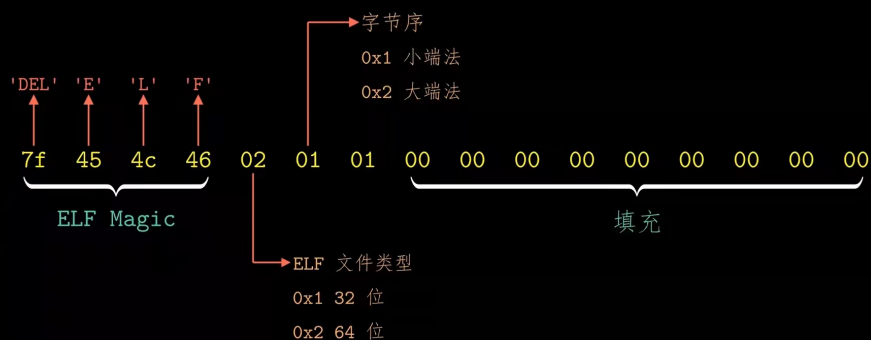 字节序
0x1 小端法
0x2 大端法
'DEL' 'E' 'L' 'F'
7f 45 4c 46 02 01 01 00 00 00 00 00 00 00 00 00
ELF Magic
填充
ELF 文件类型
0x1 32 位
0x2 64 位